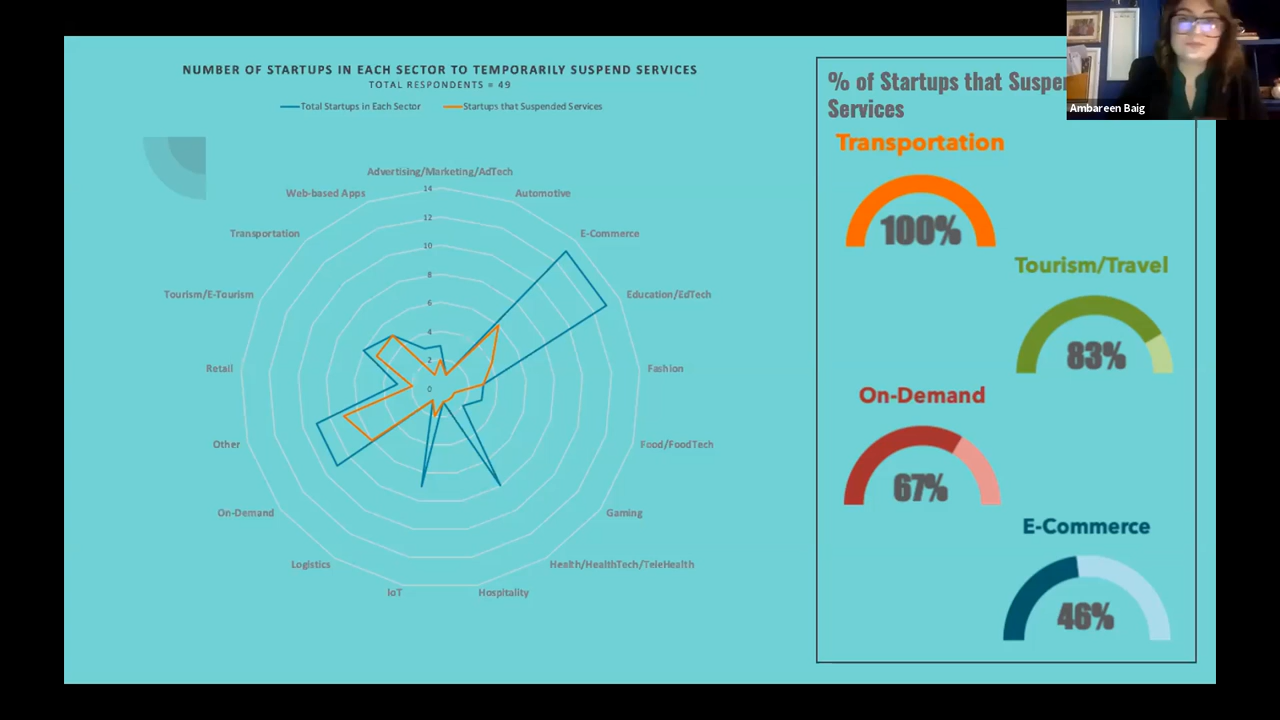 NUMBER OF STARTUPS IN EACH SECTOR TO TEMPORARILY SUSPEND SERVICES
TOTAL RESPONDENTS = 49
Total Startups in Each Sector
Startups that Suspended Services
Advertising/Marketing/AdTech
Automotive
E-Commerce
Education/EdTech
Fashion
Food/FoodTech
Gaming
Health/HealthTech/TeleHealth
Hospitality
IoT
Logistics
On-Demand
Other
Retail
Tourism/E-Tourism
Transportation
Web-based Apps
14
12
10
8
6
4
2
0
% of Startups that Suspe
Services
Transportation
100%
Tourism/Travel
83%
On-Demand
67%
E-Commerce
46%
Ambareen Baig